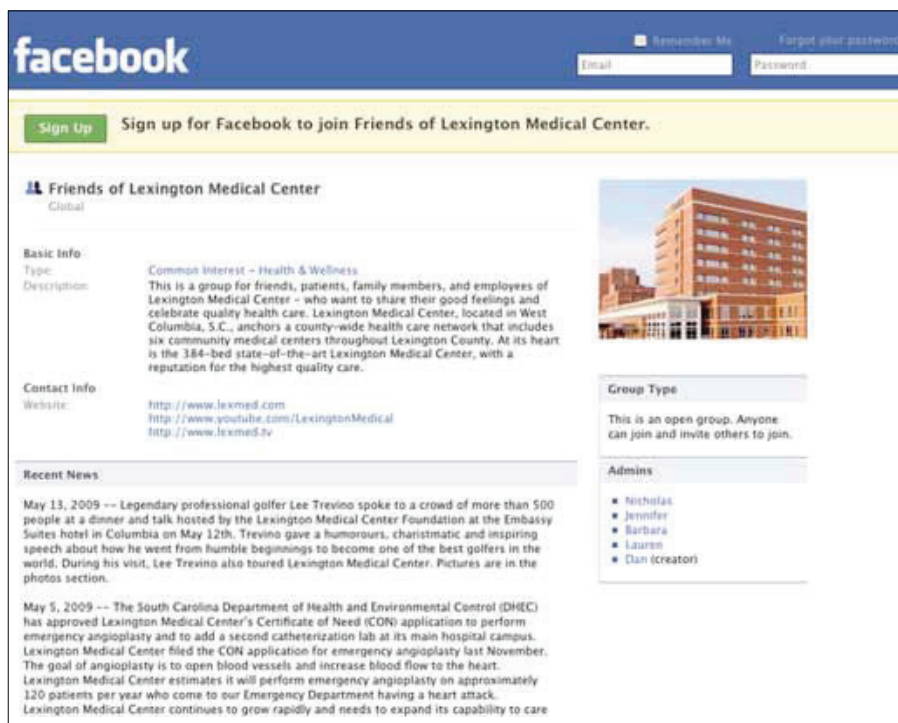 facebook
Remember Me
Forgot your password
Email
Password
Sign Up
Sign up for Facebook to join Friends of Lexington Medical Center.
Friends of Lexington Medical Center
Global
Basic Info
Type:
Common Interest - Health & Wellness
Description:
This is a group for friends, patients, family members, and employees of
Lexington Medical Center - who want to share their good feelings and
celebrate quality health care. Lexington Medical Center, located in West
Columbia, S.C., anchors a county-wide health care network that includes
six community medical centers throughout Lexington County. At its heart
is the 384-bed state-of-the-art Lexington Medical Center, with a
reputation for the highest quality care.
Contact Info
Website:
http://www.lexmed.com
http://www.youtube.com/LexingtonMedical
http://www.lexmed.tv
Recent News
May 13, 2009 -- Legendary professional golfer Lee Trevino spoke to a crowd of more than 500
people at a dinner and talk hosted by the Lexington Medical Center Foundation at the Embassy
Suites hotel in Columbia on May 12th. Trevino gave a humorours, charistmatic and inspiring
speech about how he went from humble beginnings to become one of the best golfers in the
world. During his visit, Lee Trevino also toured Lexington Medical Center. Pictures are in the
photos section.
May 5, 2009 -- The South Carolina Department of Health and Environmental Control (DHEC)
has approved Lexington Medical Center's Certificate of Need (CON) application to perform
emergency angioplasty and to add a second catheterization lab at its main hospital campus.
Lexington Medical Center filed the CON application for emergency angioplasty last November.
The goal of angioplasty is to open blood vessels and increase blood flow to the heart.
Lexington Medical Center estimates it will perform emergency angioplasty on approximately
120 patients per year who come to our Emergency Department having a heart attack.
Lexington Medical Center continues to grow rapidly and needs to expand its capability to care
Group Type
This is an open group. Anyone
can join and invite others to join.
Admins
Nicholas
Jennifer
Barbara
Lauren
Dan (creator)